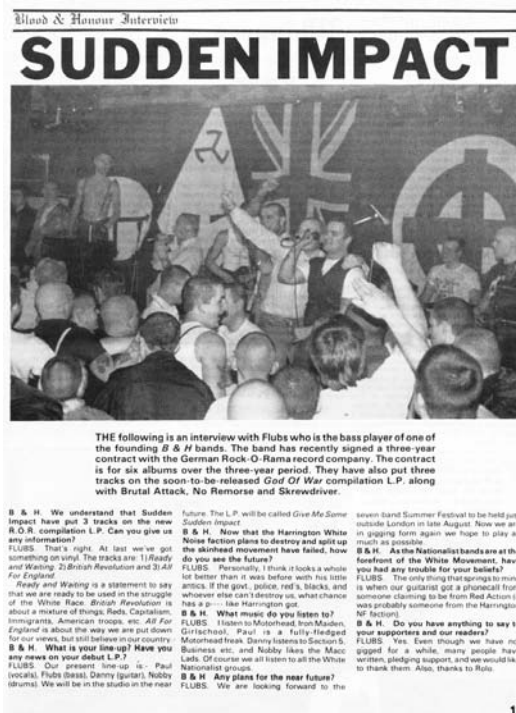 Blood & Honour Interview
SUDDEN IMPACT
THE following is an interview with Flubs who is the bass player of one of
the founding B & H bands. The band has recently signed a three-year
contract with the German Rock-O-Rama record company. The contract
is for six albums over the three-year period. They have also put three
tracks on the soon-to-be-released God Of War compilation L.P. along
with Brutal Attack, No Remorse and Skrewdriver.
B & H. We understand that Sudden
Impact have put 3 tracks on the new
R.O.R. compilation L.P. Can you give us
any information?
FLUBS. That's right. At last we've got
something on vinyl. The tracks are: 1) Ready
and Waiting. 2) British Revolution and 3) All
For England.
Ready and Waiting is a statement to say
that we are ready to be used in the struggle
of the White Race. British Revolution is
about a mixture of things; Reds, Capitalism,
Immigrants, American troops, etc. All For
England is about the way we are put down
for our views, but still believe in our country.
B & H. What is your line-up? Have you
any news on your debut L.P.?
FLUBS. Our present line-up is:- Paul
(vocals), Flubs (bass), Danny (guitar), Nobby
(drums). We will be in the studio in the near
future. The L.P. will be called Give Me Some
Sudden Impact.
B & H. Now that the Harrington White
Noise faction plans to destroy and split up
the skinhead movement have failed, how
do you see the future?
FLUBS. Personally, I think it looks a whole
lot better than it was before with his little
antics. If the govt., police, red's, blacks, and
whoever else can't destroy us, what chance
has a p---- like Harrington got.
B & H. What music do you listen to?
FLUBS. I listen to Motorhead, Iron Maiden,
Girlschool, Paul is a fully-fledged
Motorhead freak. Danny listens to Section 5,
Business etc, and Nobby likes the Macc
Lads. Of course we all listen to all the White
Nationalist groups.
B & H. Any plans for the near future?
FLUBS. We are looking forward to the
seven-band Summer Festival to be held just
outside London in late August. Now we are
in gigging form again we hope to play a
much as possible.
B & H. As the Nationalist bands are at th
forefront of the White Movement, hav
you had any trouble for your beliefs?
FLUBS. The only thing that springs to min
is when our guitarist got a phonecall from
someone claiming to be from Red Action (
was probably someone from the Harrington
NF faction).
B & H. Do you have anything to say t
your supporters and our readers?
FLUBS. Yes. Even though we have no
gigged for a while, many people hav
written, pledging support, and we would lik
to thank them. Also, thanks to Rolo.